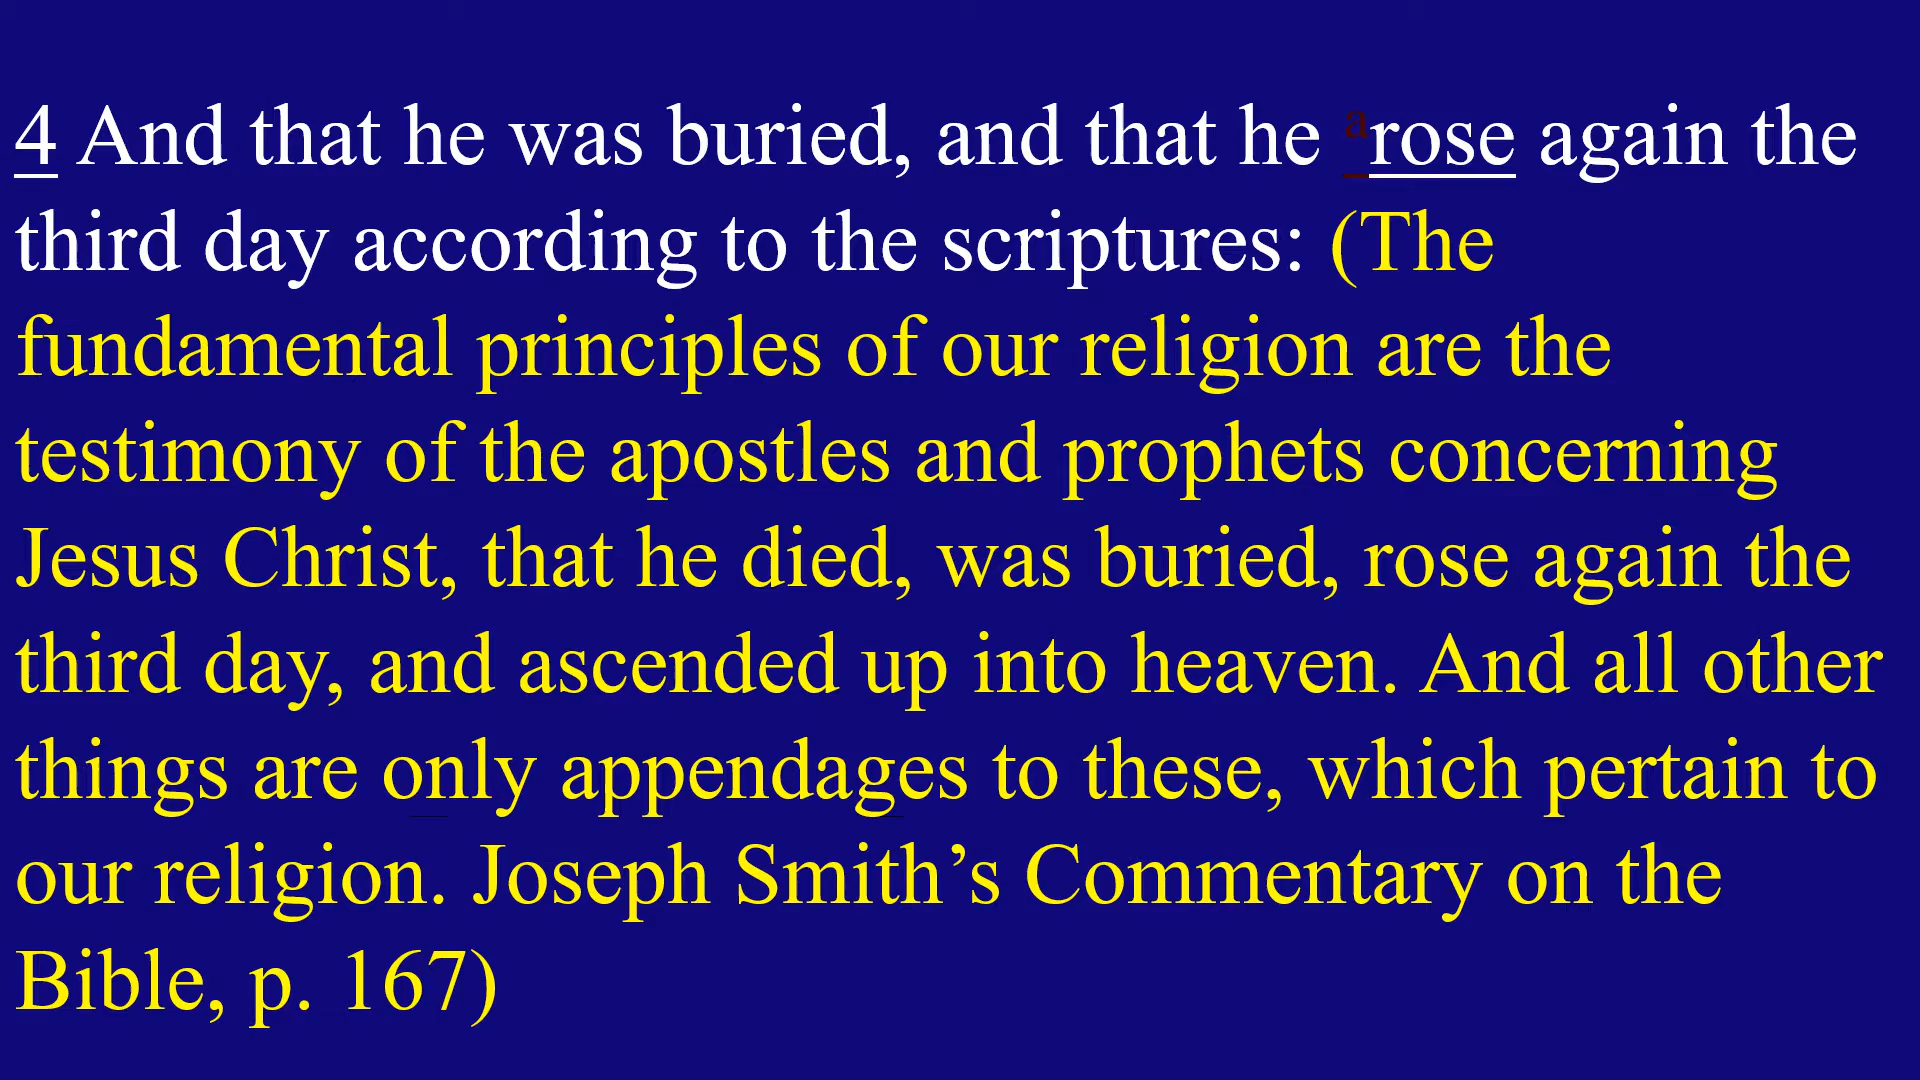 4 And that he was buried, and that he arose again the
third day according to the scriptures: (The
fundamental principles of our religion are the
testimony of the apostles and prophets concerning
Jesus Christ, that he died, was buried, rose again the
third day, and ascended up into heaven. And all other
things are only appendages to these, which pertain to
our religion. Joseph Smith’s Commentary on the
Bible, p. 167)